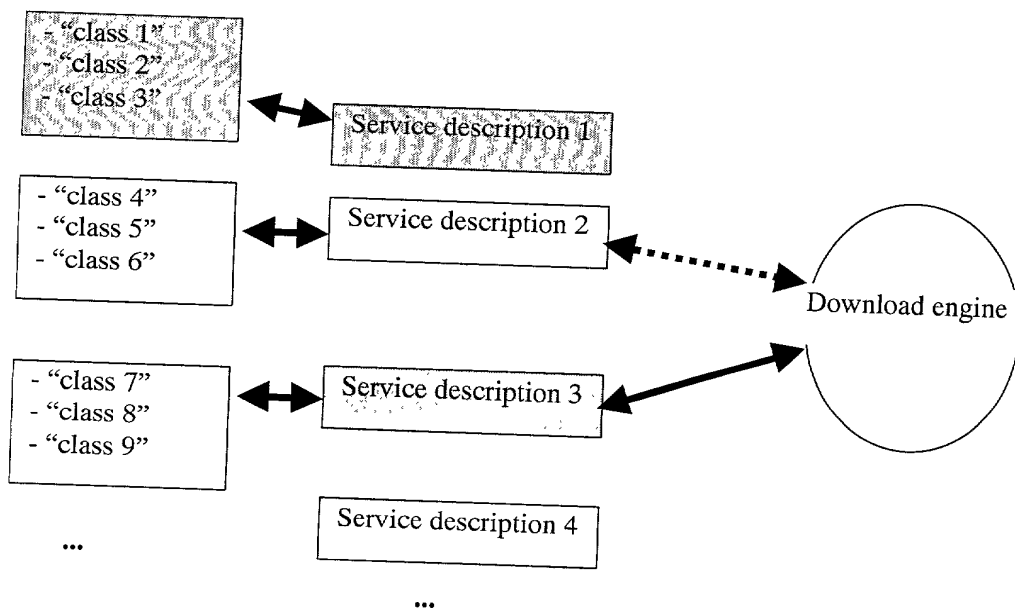 - “class 1”
- “class 2”
- “class 3”
Service description 1
- “class 4”
- “class 5”
- “class 6”
Service description 2
Download engine
- “class 7”
- “class 8”
- “class 9”
Service description 3
Service description 4
...
...